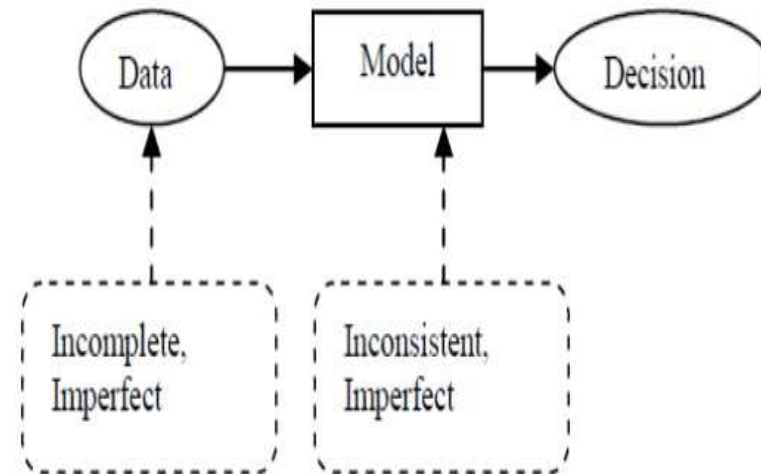 Data
Model
Decision
Incomplete,
Imperfect
Inconsistent,
Imperfect